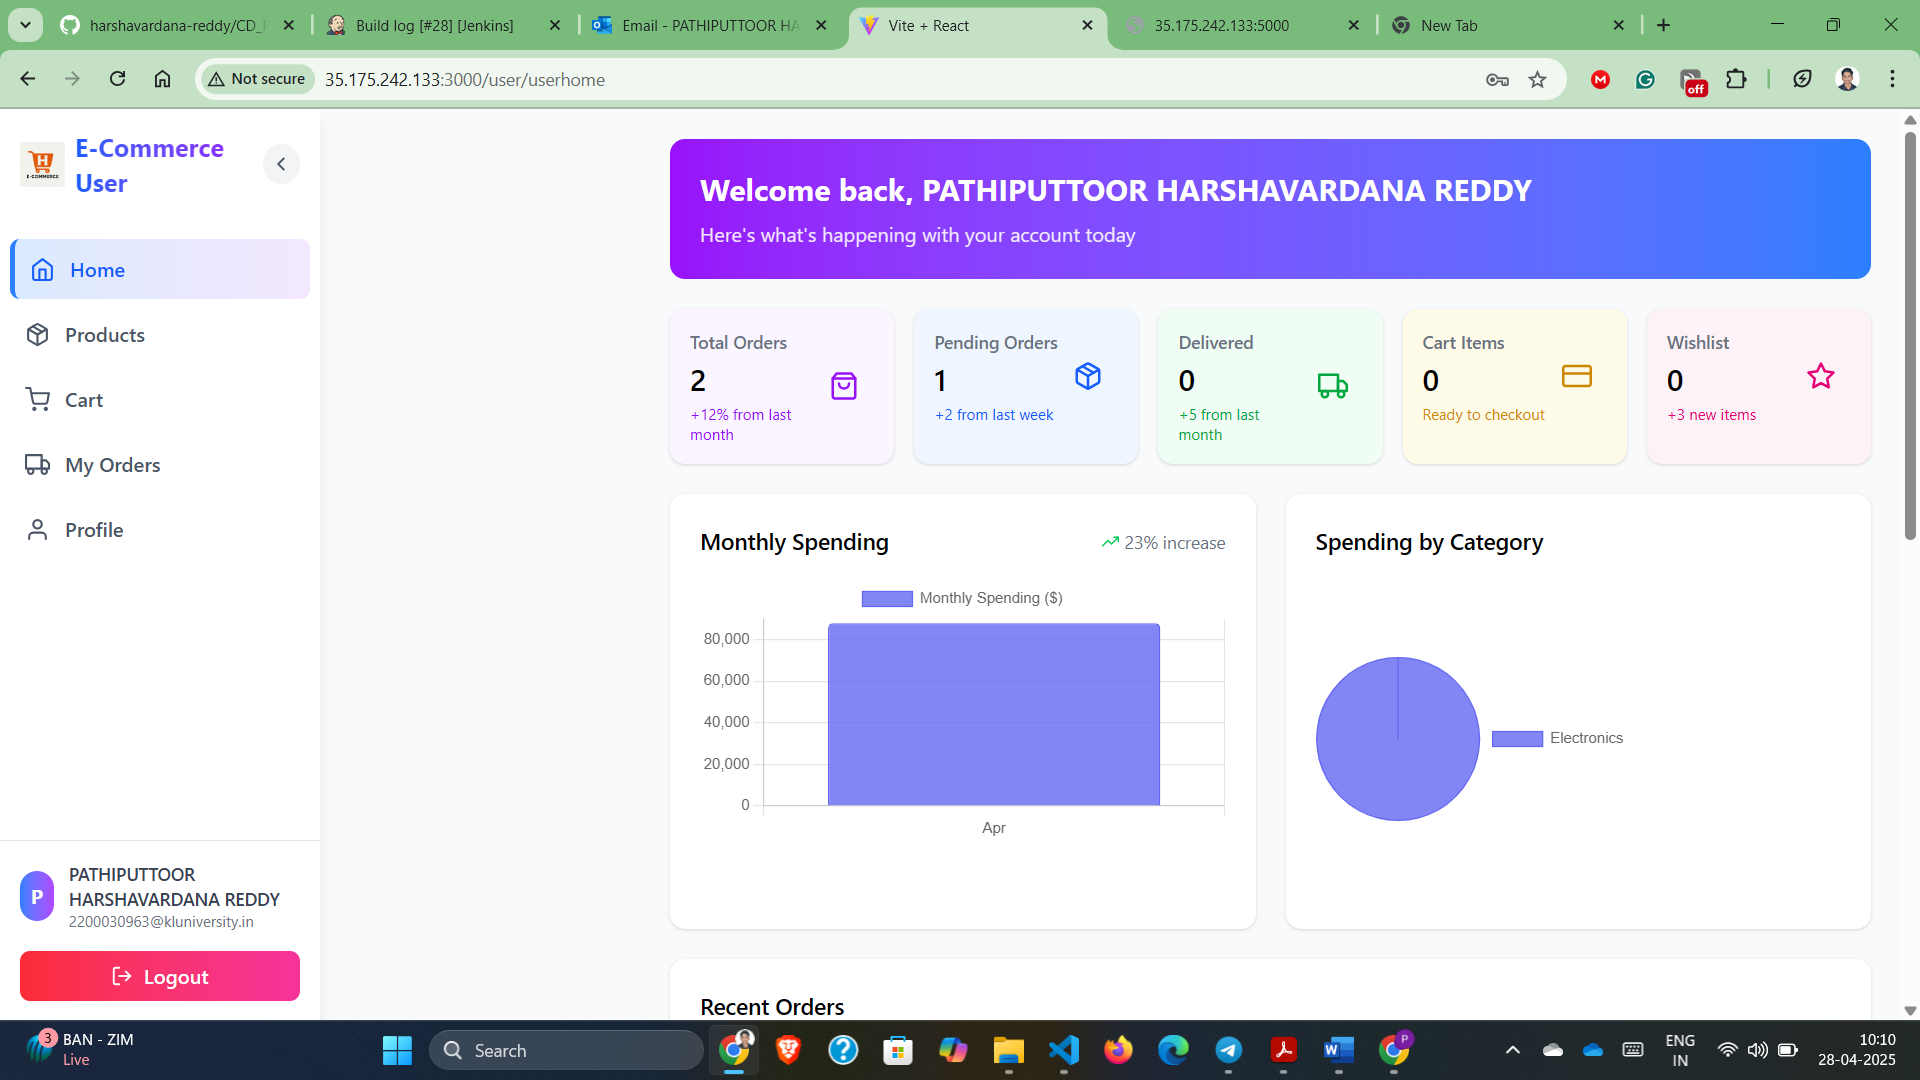 harshavardana-reddy/CD_
Build log [#28] [Jenkins]
Email - PATHIPUTTOOR HA
Vite + React
35.175.242.133:5000
New Tab
Not secure
35.175.242.133:3000/user/userhome
off
H
E-COMMERCE
E-Commerce
User
Home
Products
Cart
My Orders
Profile
P
PATHIPUTTOOR
HARSHAVARDANA REDDY
2200030963@kluniversity.in
Logout
Welcome back, PATHIPUTTOOR HARSHAVARDANA REDDY
Here's what's happening with your account today
Total Orders
2
+12% from last
month
Pending Orders
1
+2 from last week
Delivered
0
+5 from last
month
Cart Items
0
Ready to checkout
Wishlist
0
+3 new items
Monthly Spending
23% increase
Monthly Spending ($)
80,000
60,000
40,000
20,000
0
Apr
Spending by Category
Electronics
Recent Orders
3
BAN - ZIM
Live
Search
P
ENG
IN
10:10
28-04-2025